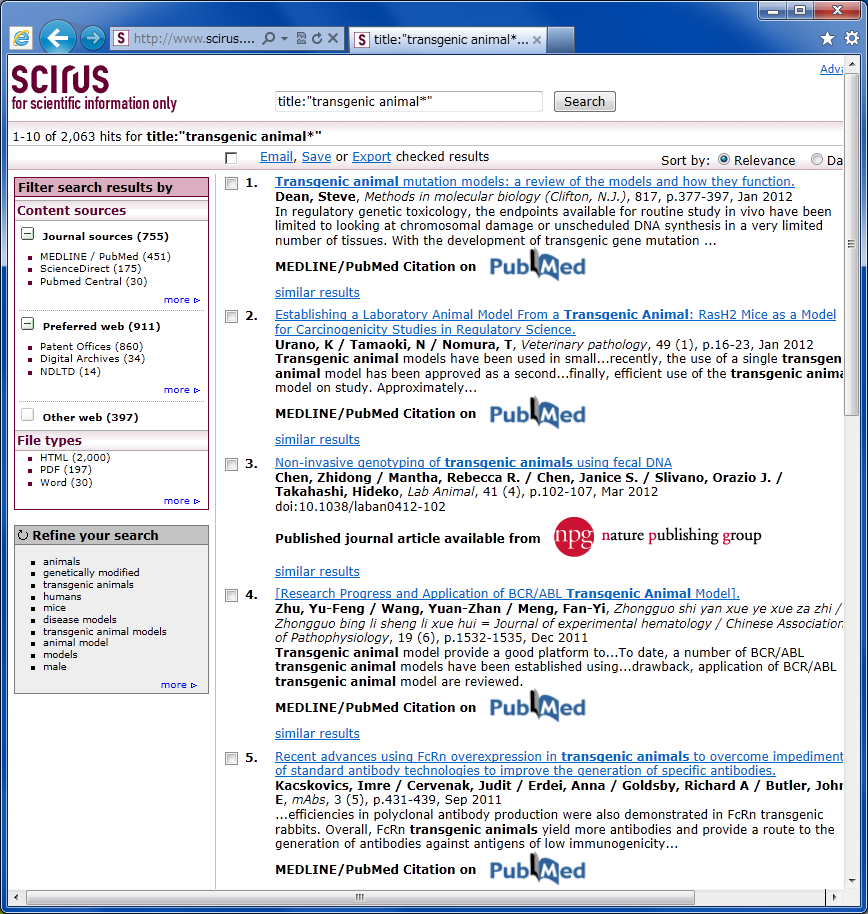 http://www.scirus....
title:"transgenic animal*...
SCIRUS
for scientific information only
Adva
title:"transgenic animal*"
Search
1-10 of 2,063 hits for title:"transgenic animal*"
Email, Save or Export checked results
Sort by: Relevance Da
Filter search results by
Content sources
Journal sources (755)
MEDLINE / PubMed (451)
ScienceDirect (175)
Pubmed Central (30)
more
Preferred web (911)
Patent Offices (860)
Digital Archives (34)
NDLTD (14)
more
Other web (397)
File types
HTML (2,000)
PDF (197)
Word (30)
more
Refine your search
animals
genetically modified
transgenic animals
humans
mice
disease models
transgenic animal models
animal model
models
male
more
1. Transgenic animal mutation models: a review of the models and how they function.
Dean, Steve, Methods in molecular biology (Clifton, N.J.), 817, p.377-397, Jan 2012
In regulatory genetic toxicology, the endpoints available for routine study in vivo have been
limited to looking at chromosomal damage or unscheduled DNA synthesis in a very limited
number of tissues. With the development of transgenic gene mutation ...
MEDLINE/PubMed Citation on PubMed
similar results
2. Establishing a Laboratory Animal Model From a Transgenic Animal: RasH2 Mice as a Model
for Carcinogenicity Studies in Regulatory Science.
Urano, K / Tamaoki, N / Nomura, T, Veterinary pathology, 49 (1), p.16-23, Jan 2012
Transgenic animal models have been used in small...recently, the use of a single transgen
animal model has been approved as a second...finally, efficient use of the transgenic anima
model on study. Approximately...
MEDLINE/PubMed Citation on PubMed
similar results
3. Non-invasive genotyping of transgenic animals using fecal DNA
Chen, Zhidong / Mantha, Rebecca R. / Chen, Janice S. / Slivano, Orazio J. /
Takahashi, Hideko, Lab Animal, 41 (4), p.102-107, Mar 2012
doi:10.1038/laban0412-102
Published journal article available from npg nature publishing group
similar results
4. [Research Progress and Application of BCR/ABL Transgenic Animal Model].
Zhu, Yu-Feng / Wang, Yuan-Zhan / Meng, Fan-Yi, Zhongguo shi yan xue ye xue za zhi /
Zhongguo bing li sheng li xue hui = Journal of experimental hematology / Chinese Association
of Pathophysiology, 19 (6), p.1532-1535, Dec 2011
Transgenic animal model provide a good platform to...To date, a number of BCR/ABL
transgenic animal models have been established using...drawback, application of BCR/ABL
transgenic animal model are reviewed.
MEDLINE/PubMed Citation on PubMed
similar results
5. Recent advances using FcRn overexpression in transgenic animals to overcome impediment
of standard antibody technologies to improve the generation of specific antibodies.
Kacskovics, Imre / Cervenak, Judit / Erdei, Anna / Goldsby, Richard A / Butler, John
E, mAbs, 3 (5), p.431-439, Sep 2011
...efficiencies in polyclonal antibody production were also demonstrated in FcRn transgenic
rabbits. Overall, FcRn transgenic animals yield more antibodies and provide a route to the
generation of antibodies against antigens of low immunogenicity...
MEDLINE/PubMed Citation on PubMed